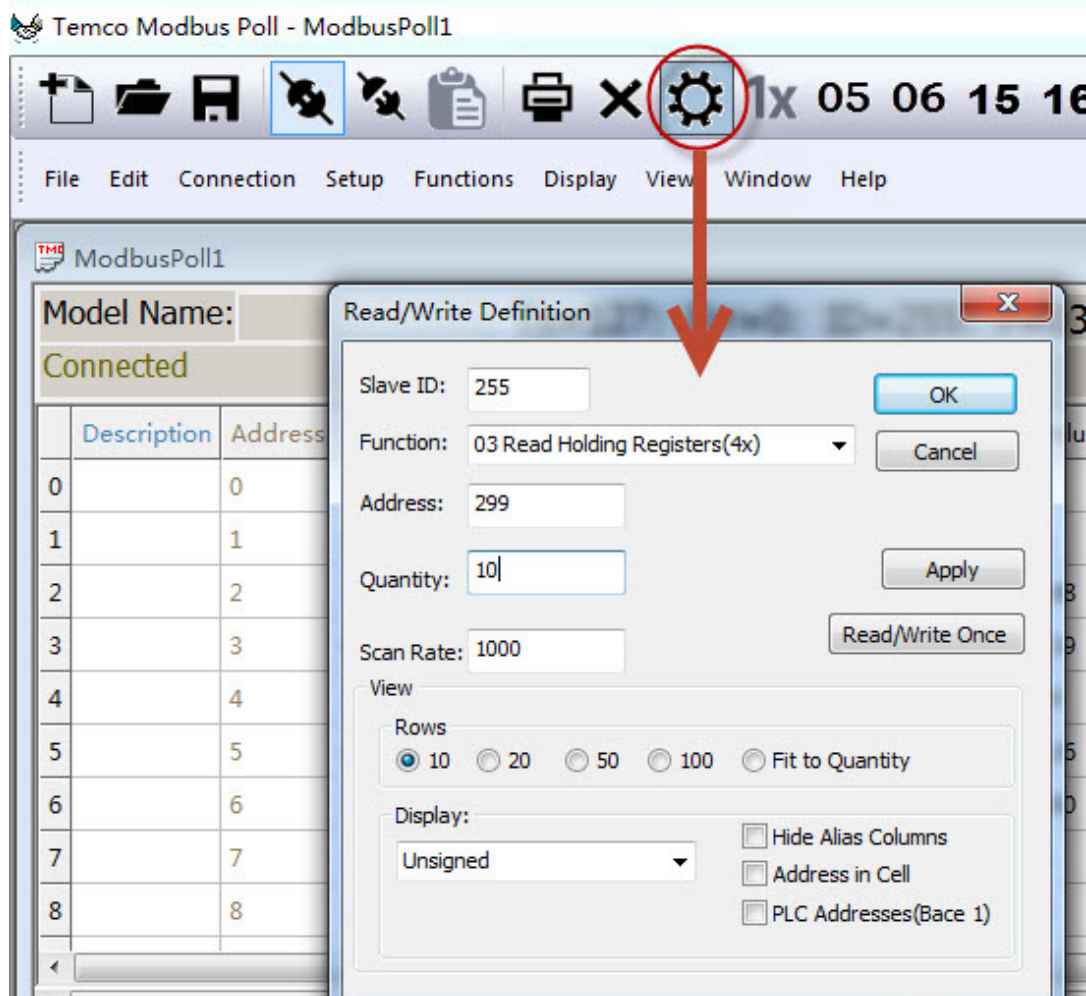 Temco Modbus Poll - ModbusPoll1
1x 05 06 15 16
File Edit Connection Setup Functions Display View Window Help
TMC ModbusPoll1
Model Name:
Connected
Description Address
0 0
1 1
2 2
3 3
4 4
5 5
6 6
7 7
8 8
Read/Write Definition
Slave ID: 255 OK
Function: 03 Read Holding Registers(4x) Cancel
Address: 299
Quantity: 10 Apply
Scan Rate: 1000 Read/Write Once
View
Rows
10 20 50 100 Fit to Quantity
Display:
Unsigned
Hide Alias Columns
Address in Cell
PLC Addresses(Bace 1)